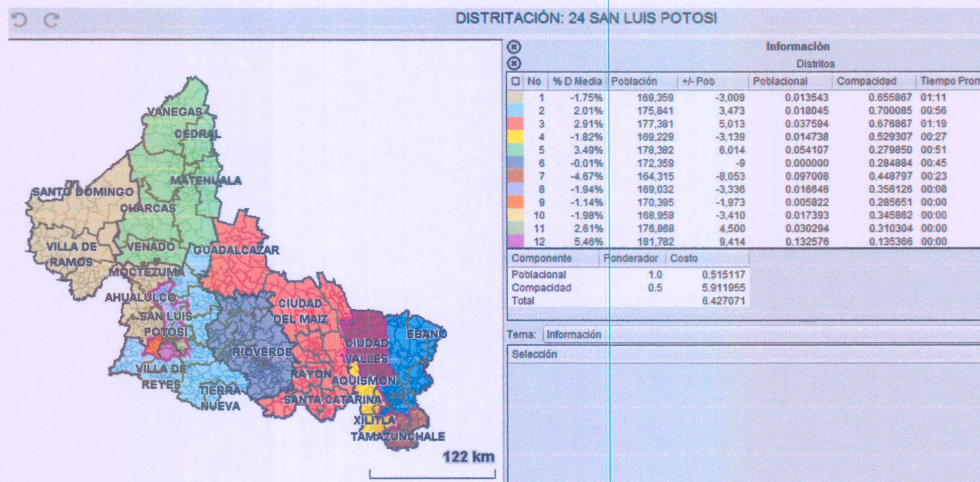 DISTRITACIÓN: 24 SAN LUIS POTOSI
VANEGAS
CEDRAL
MATEHUALA
SANTO DOMINGO
CHARCAS
VILLA DE
RAMOS
VENADO
GUADALCAZAR
MOCTEZUMA
AHUALULCO
SAN LUIS
POTOSI
CIUDAD
DEL MAIZ
CIUDAD
VALLES
EBANO
RIOVERDE
VILLA DE
REYES
RAYON
AQUISMON
TIERRA
NUEVA
SANTA CATARINA
XILITLA
TAMAZUNCHALE
122 km
Información
Distritos
No % D Media Población +/- Pob Poblacional Compacidad Tiempo Prom
1 -1.75% 169,359 -3,009 0.013543 0.655867 01:11
2 2.01% 175,841 3,473 0.018045 0.700085 00:56
3 2.91% 177,381 5,013 0.037594 0.676867 01:19
4 -1.82% 169,229 -3,139 0.014738 0.529307 00:27
5 3.49% 178,382 6,014 0.054107 0.279850 00:51
6 -0.01% 172,359 -9 0.000000 0.284884 00:45
7 -4.67% 164,315 -8,053 0.097008 0.448797 00:23
8 -1.94% 169,032 -3,336 0.016646 0.356126 00:08
9 -1.14% 170,395 -1,973 0.005822 0.285651 00:00
10 -1.98% 168,958 -3,410 0.017393 0.345862 00:00
11 2.61% 176,868 4,500 0.030294 0.310304 00:00
12 5.46% 181,782 9,414 0.132576 0.135366 00:00
Componente Ponderador Costo
Poblacional 1.0 0.515117
Compacidad 0.5 5.911955
Total 6.427071
Tema: Información
Selección